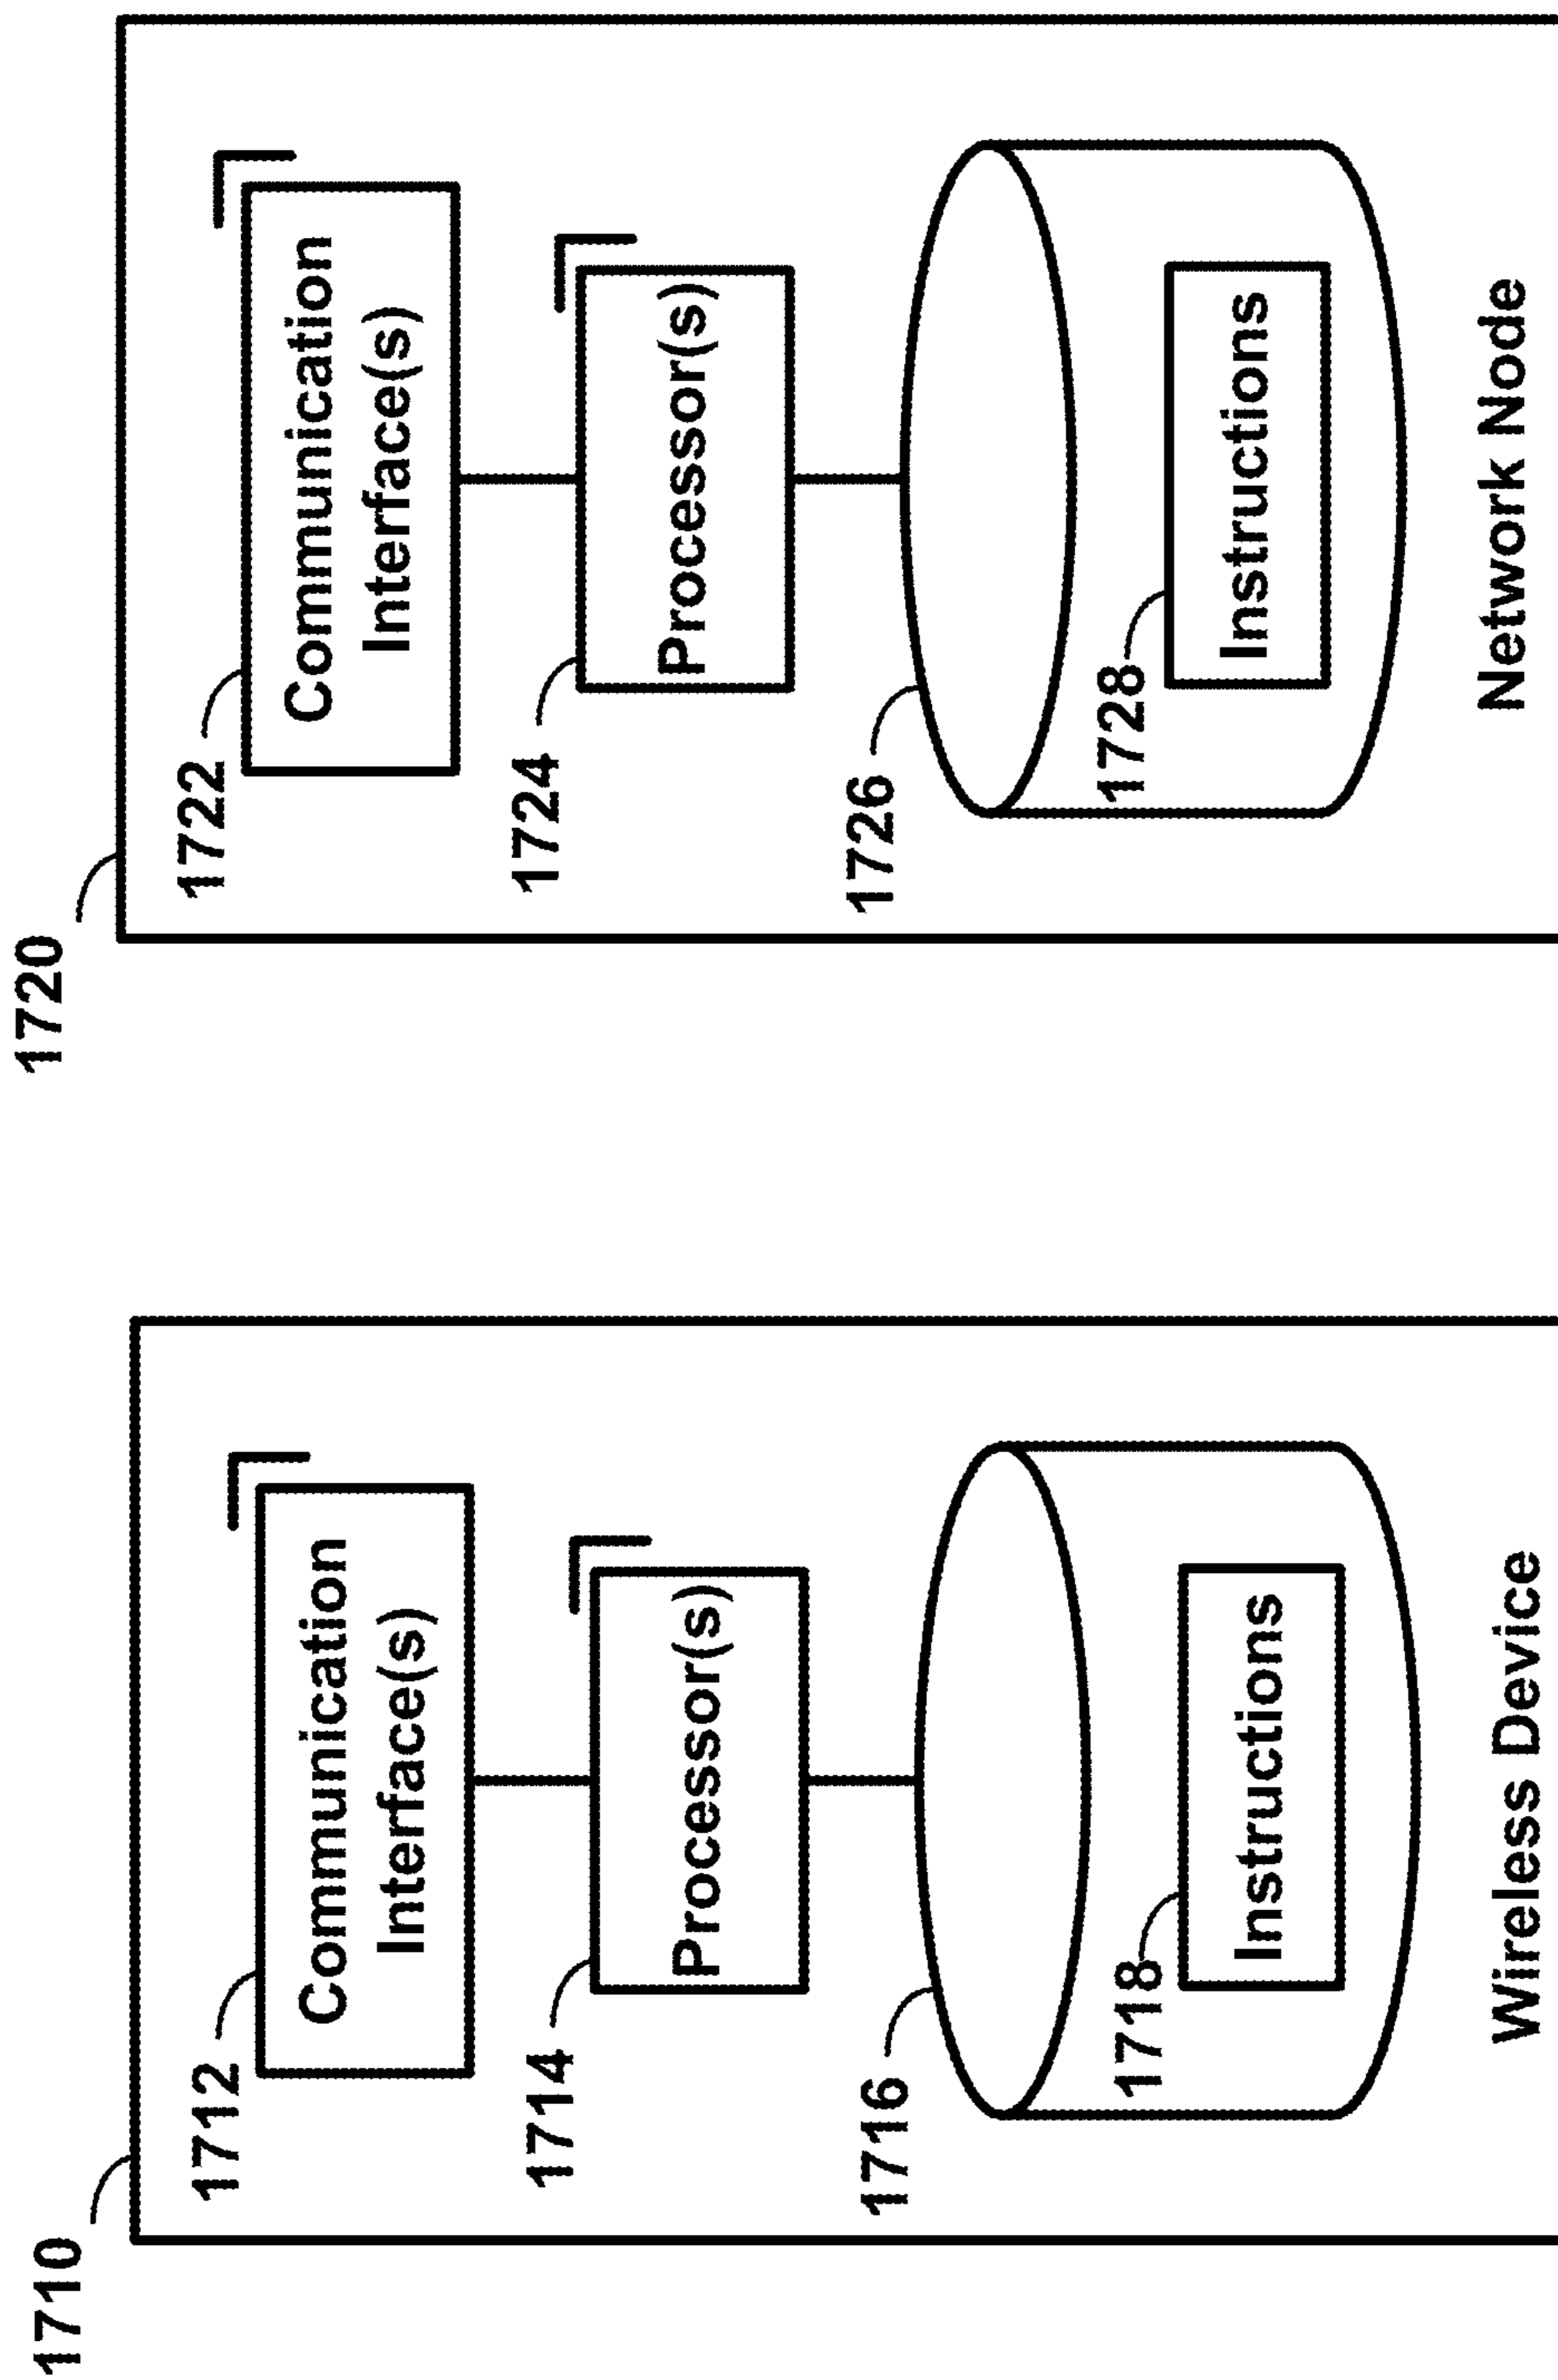 1710
1712
Communication
Interface(s)
1714
Processor(s)
1716
1718
Instructions
Wireless Device
1720
1722
Communication
Interface(s)
1724
Processor(s)
1726
1728
Instructions
Network Node